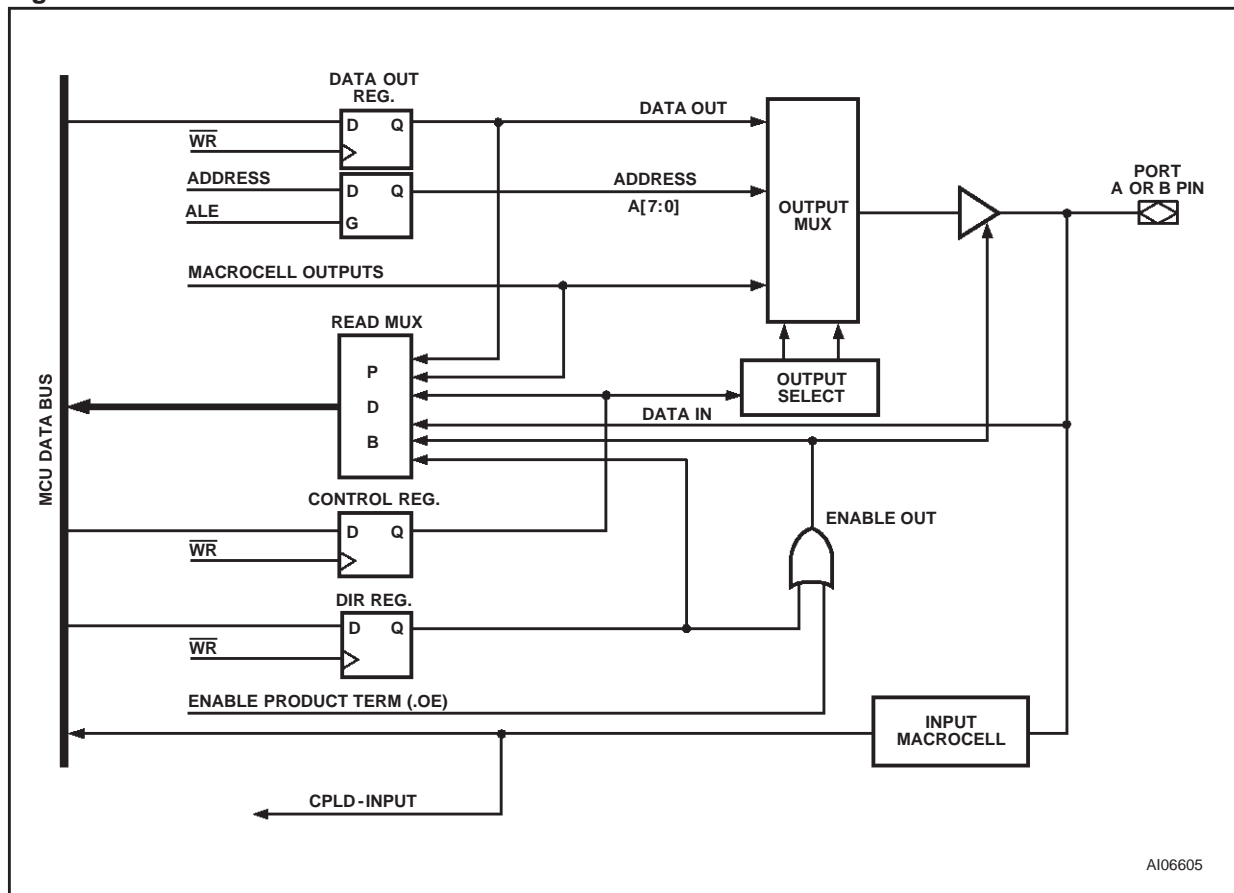 DATA OUT
REG.
D Q
WR
DATA OUT
ADDRESS
D Q
ADDRESS
A[7:0]
ALE
G
OUTPUT
MUX
PORT
A OR B PIN
MACROCELL OUTPUTS
READ MUX
P
D
B
OUTPUT
SELECT
DATA IN
MCU DATA BUS
CONTROL REG.
D Q
WR
ENABLE OUT
DIR REG.
D Q
WR
ENABLE PRODUCT TERM (.OE)
INPUT
MACROCELL
CPLD-INPUT
AI06605